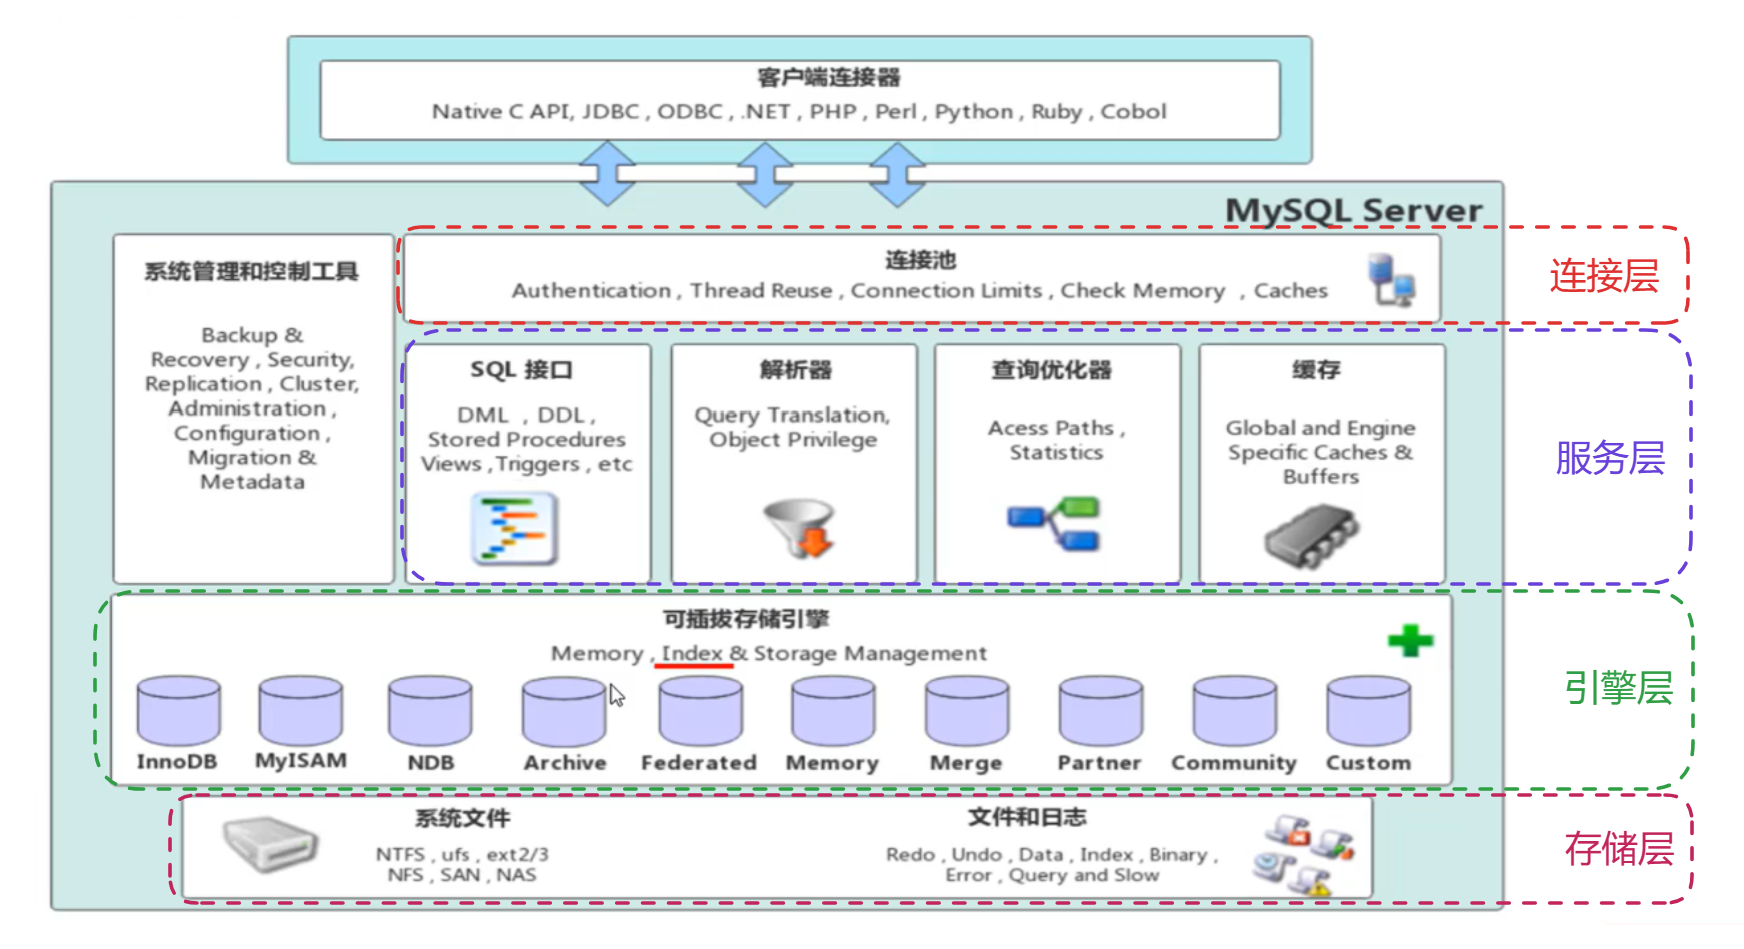 客户端连接器
Native C API, JDBC , ODBC , .NET , PHP , Perl , Python , Ruby , Cobol
MySQL Server
系统管理和控制工具
Backup &
Recovery , Security,
Replication , Cluster,
Administration ,
Configuration ,
Migration &
Metadata
连接池
Authentication , Thread Reuse , Connection Limits , Check Memory , Caches
连接层
SQL 接口
DML , DDL ,
Stored Procedures
Views ,Triggers , etc
解析器
Query Translation,
Object Privilege
查询优化器
Acess Paths ,
Statistics
缓存
Global and Engine
Specific Caches &
Buffers
服务层
可插拔存储引擎
Memory , Index & Storage Management
InnoDB
MyISAM
NDB
Archive
Federated
Memory
Merge
Partner
Community
Custom
引擎层
系统文件
NTFS , ufs , ext2/3
NFS , SAN , NAS
文件和日志
Redo , Undo , Data , Index , Binary ,
Error , Query and Slow
存储层